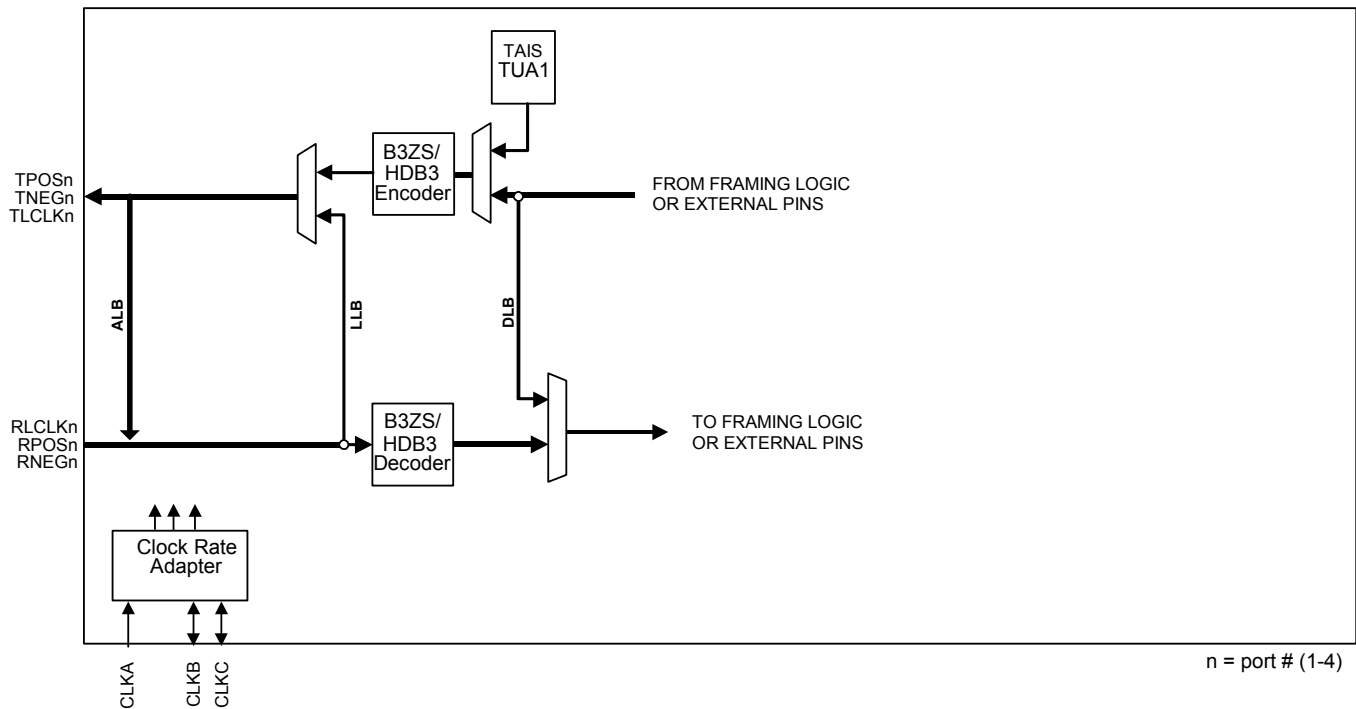 TAIS
TUA1
B3ZS/
HDB3
Encoder
TPOSn
TNEGn
TLCLKn
FROM FRAMING LOGIC
OR EXTERNAL PINS
ALB
LLB
DLB
RLCLKn
RPOSn
RNEGn
B3ZS/
HDB3
Decoder
TO FRAMING LOGIC
OR EXTERNAL PINS
Clock Rate
Adapter
CLKA
CLKB
CLKC
n = port # (1-4)